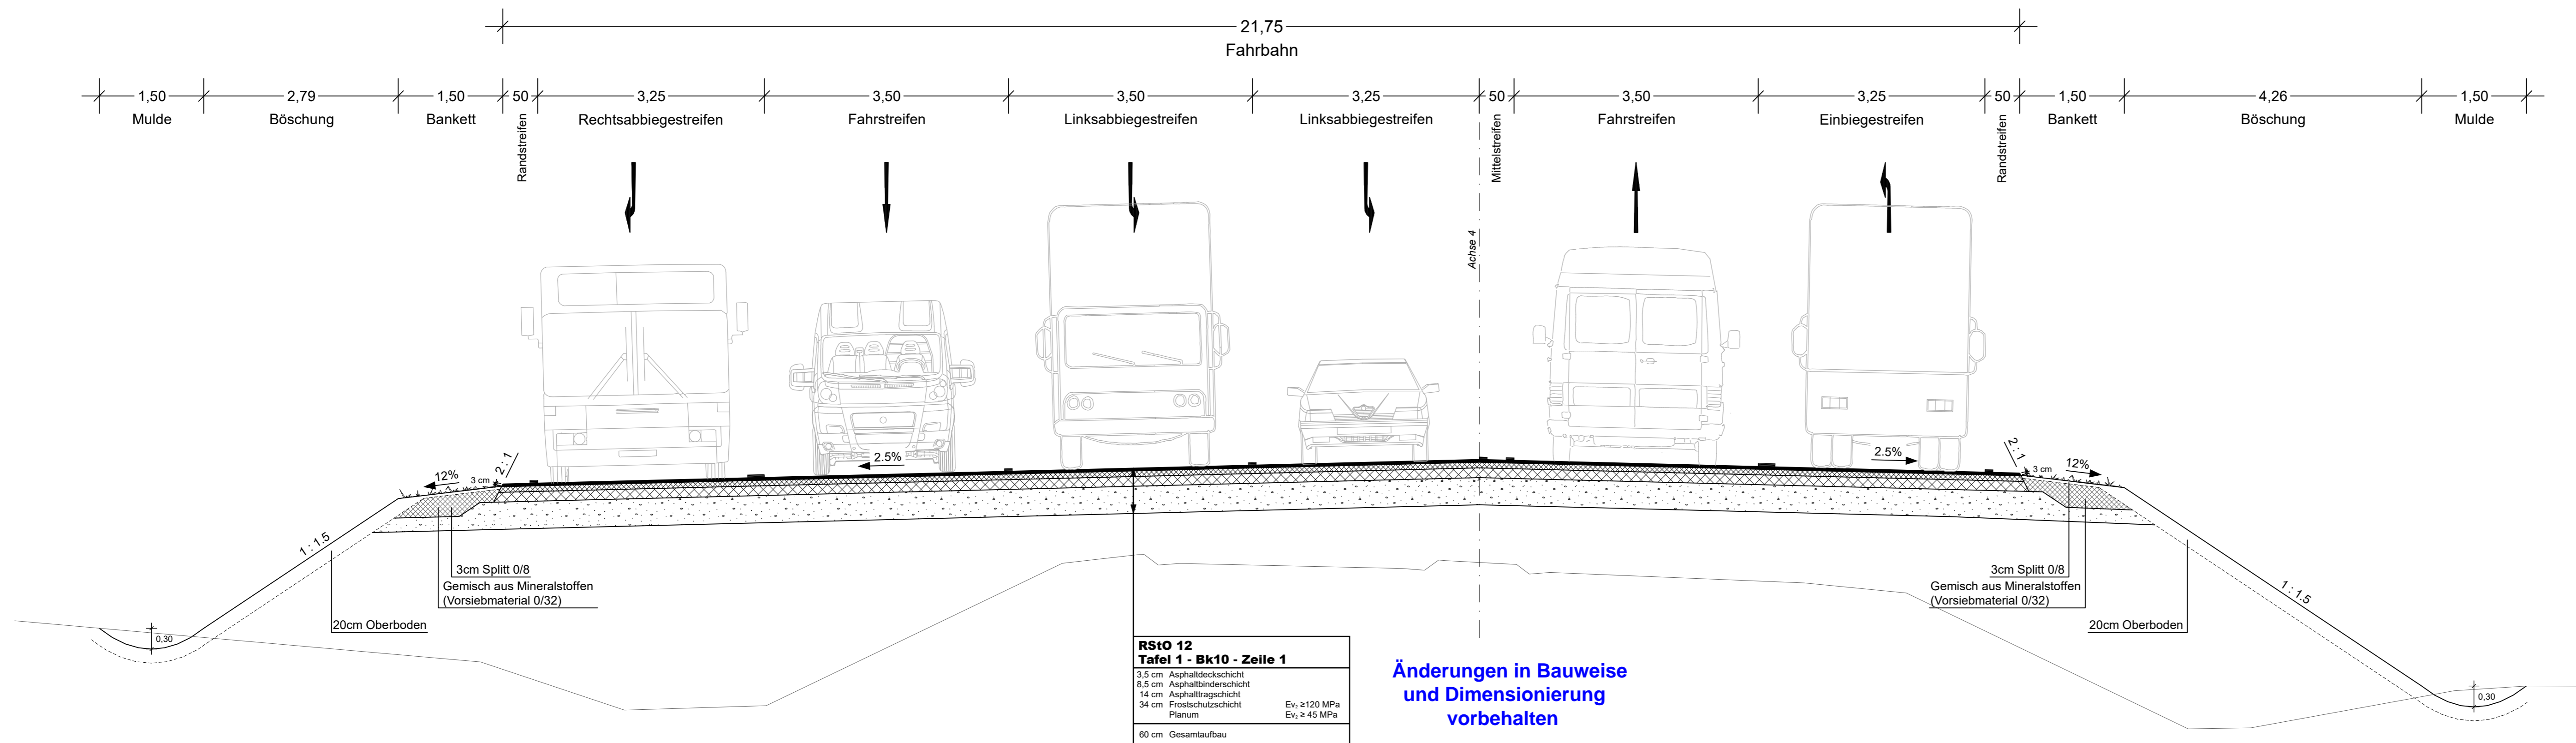 21,75
Fahrbahn
1,50 2,79 1,50 50 3,25 3,50 3,50 3,25 50 3,50 3,25 50 1,50 4,26 1,50
Mulde Böschung Bankett Rechtsabbiegestreifen Fahrstreifen Linksabbiegestreifen Linksabbiegestreifen Fahrstreifen Einbiegestreifen Bankett Böschung Mulde
Randstreifen
Mittelstreifen
Randstreifen
Achse 4
12%
3 cm
2 : 1
2.5%
2.5%
2 : 1
3 cm
12%
1 : 1.5
3cm Splitt 0/8
Gemisch aus Mineralstoffen
(Vorsiebmaterial 0/32)
20cm Oberboden
0,30
3cm Splitt 0/8
Gemisch aus Mineralstoffen
(Vorsiebmaterial 0/32)
1 : 1.5
20cm Oberboden
0,30
RStO 12
Tafel 1 - Bk10 - Zeile 1
3,5 cm Asphaltdeckschicht
8,5 cm Asphaltbinderschicht
14 cm Asphalttragschicht
34 cm Frostschutzschicht Ev₂ ≥120 MPa
Planum Ev₂ ≥ 45 MPa
60 cm Gesamtaufbau
Änderungen in Bauweise
und Dimensionierung
vorbehalten